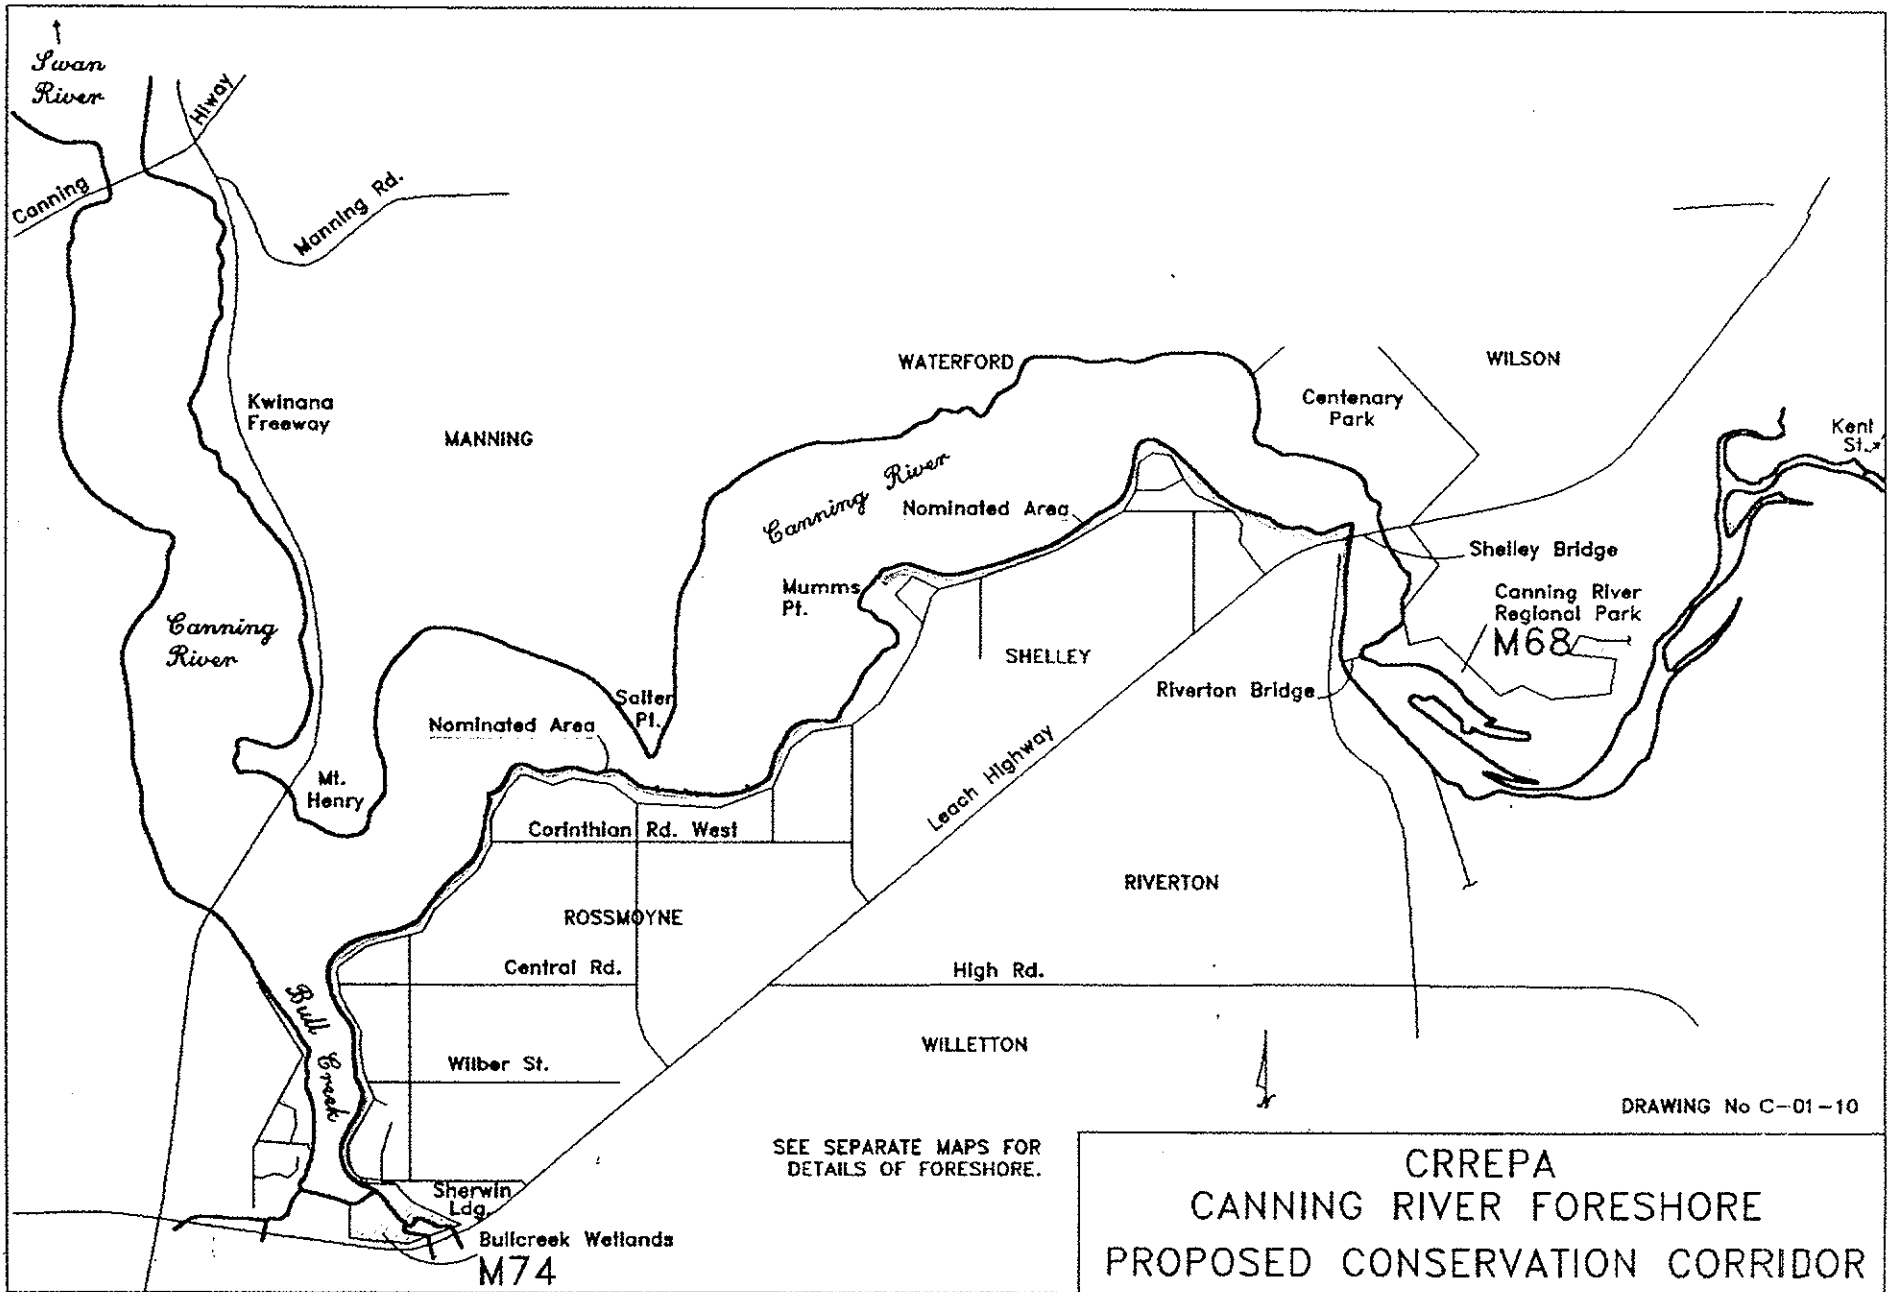 Swan
River
Hiway
Canning
Manning Rd.
WATERFORD
WILSON
Kwinana
Freeway
MANNING
Centenary
Park
Kent
St.
Canning River
Nominated Area
Shelley Bridge
Mumms
Pt.
Canning River
Regional Park
M68
Canning
River
SHELLEY
Riverton Bridge
Salter
Pt.
Nominated Area
Mt.
Henry
Leach Highway
Corinthian Rd. West
RIVERTON
ROSSMOYNE
Central Rd.
High Rd.
Bull Creek
Wilber St.
WILLETTON
N
DRAWING No C-01-10
SEE SEPARATE MAPS FOR
DETAILS OF FORESHORE.
Sherwin
Ldg.
Bullcreek Wetlands
M74
CRREPA
CANNING RIVER FORESHORE
PROPOSED CONSERVATION CORRIDOR